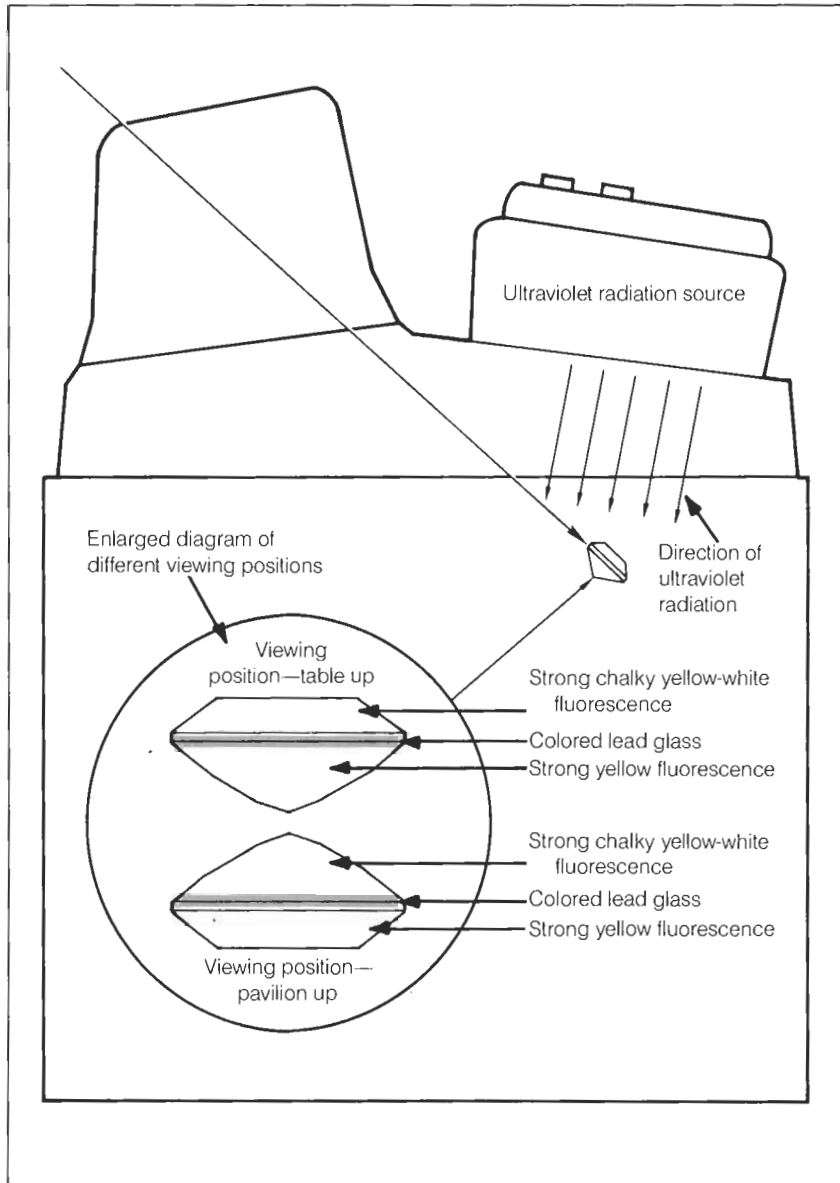 Ultraviolet radiation source
Enlarged diagram of
different viewing positions
Direction of
ultraviolet
radiation
Viewing
position—table up
Strong chalky yellow-white
fluorescence
Colored lead glass
Strong yellow fluorescence
Strong chalky yellow-white
fluorescence
Colored lead glass
Strong yellow fluorescence
Viewing position—
pavilion up